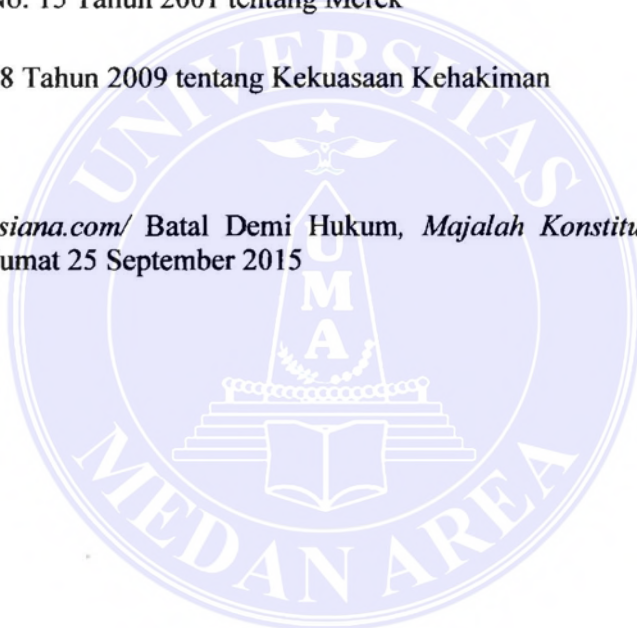 No. 15 Tahun 2001 tentang Merek
8 Tahun 2009 tentang Kekuasaan Kehakiman
siana.com/ Batal Demi Hukum, Majalah Konstitu
umat 25 September 2015
UNIVERSITAS
UMA
MEDAN AREA